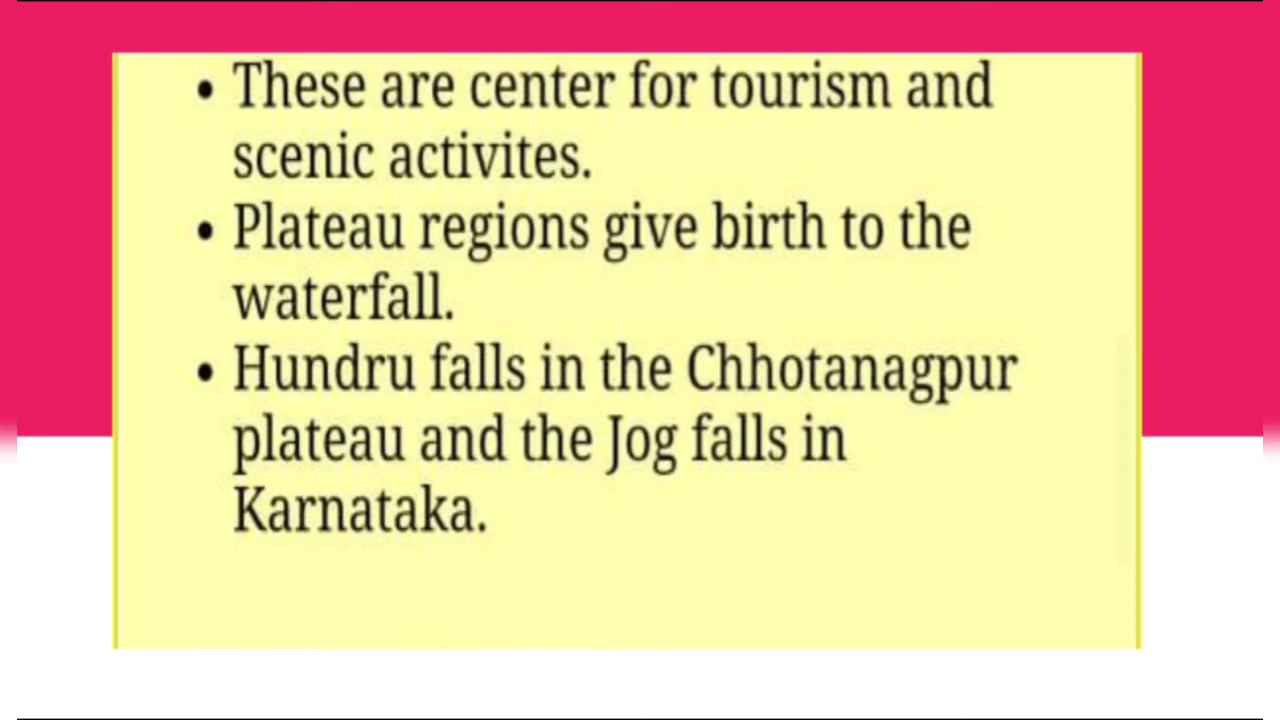 • These are center for tourism and
scenic activites.
• Plateau regions give birth to the
waterfall.
• Hundru falls in the Chhotanagpur
plateau and the Jog falls in
Karnataka.